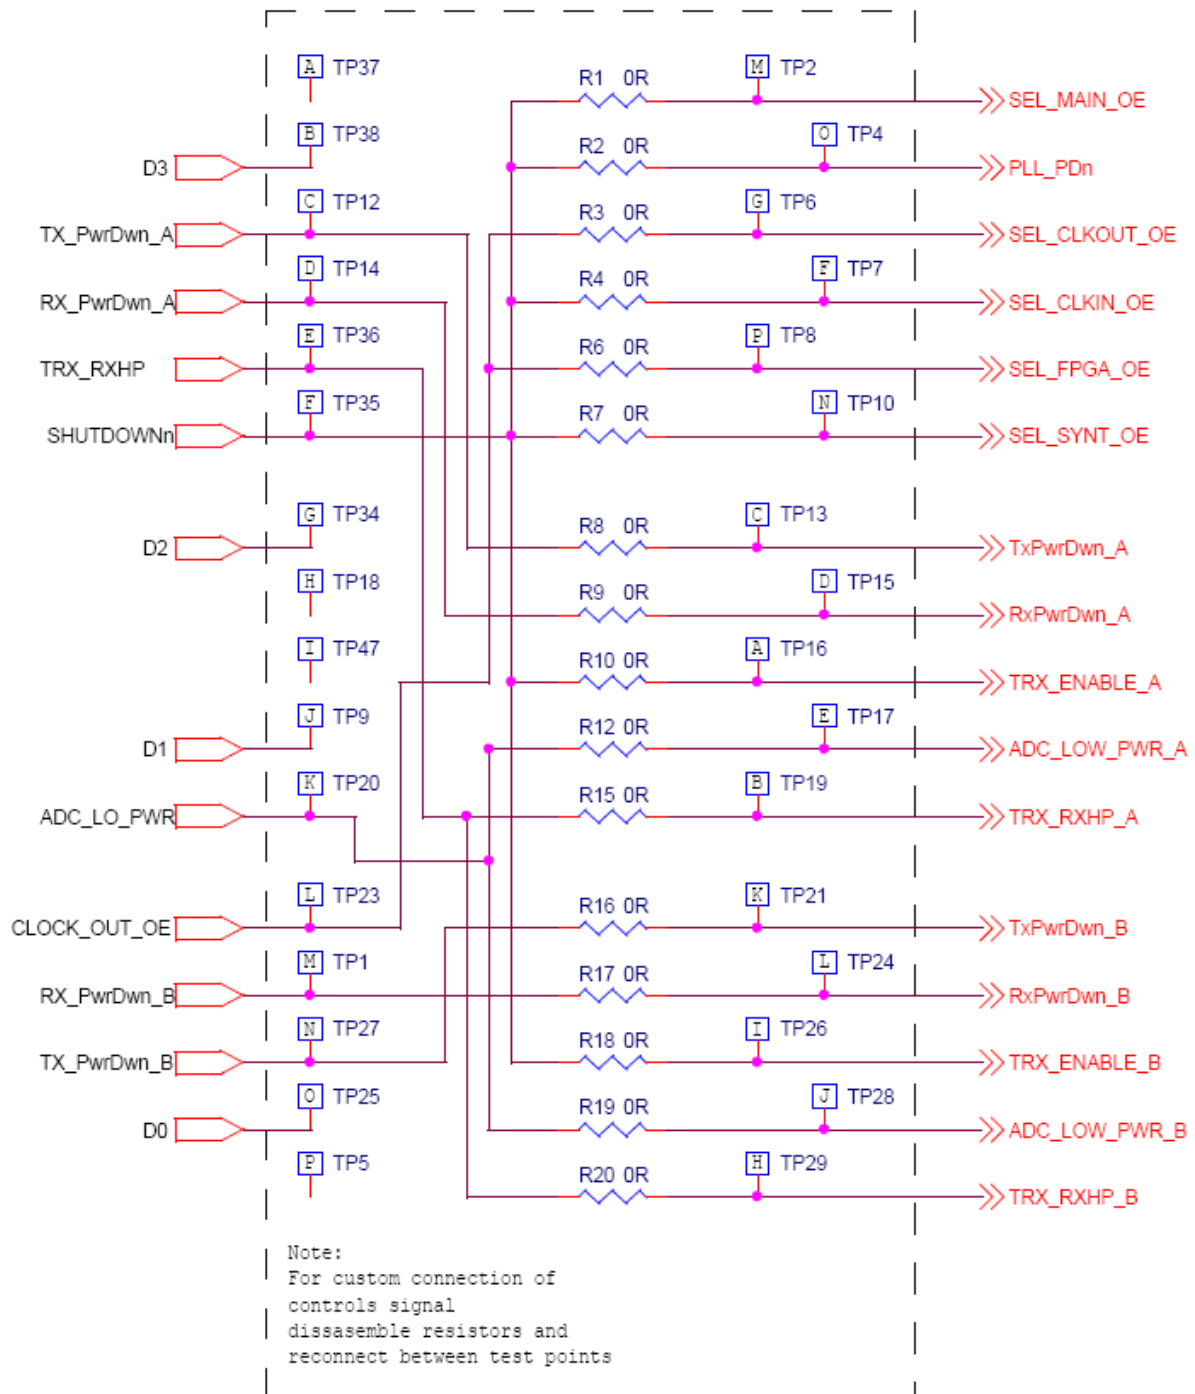 A TP37
R1 0R
M TP2
SEL_MAIN_OE
D3
B TP38
R2 0R
O TP4
PLL_PDn
TX_PwrDwn_A
C TP12
R3 0R
G TP6
SEL_CLKOUT_OE
RX_PwrDwn_A
D TP14
R4 0R
F TP7
SEL_CLKIN_OE
TRX_RXHP
E TP36
R6 0R
P TP8
SEL_FPGA_OE
SHUTDOWNn
F TP35
R7 0R
N TP10
SEL_SYNT_OE
D2
G TP34
R8 0R
C TP13
TxPwrDwn_A
H TP18
R9 0R
D TP15
RxPwrDwn_A
I TP47
R10 0R
A TP16
TRX_ENABLE_A
D1
J TP9
R12 0R
E TP17
ADC_LOW_PWR_A
ADC_LO_PWR
K TP20
R15 0R
B TP19
TRX_RXHP_A
CLOCK_OUT_OE
L TP23
R16 0R
K TP21
TxPwrDwn_B
RX_PwrDwn_B
M TP1
R17 0R
L TP24
RxPwrDwn_B
TX_PwrDwn_B
N TP27
R18 0R
I TP26
TRX_ENABLE_B
D0
O TP25
R19 0R
J TP28
ADC_LOW_PWR_B
P TP5
R20 0R
H TP29
TRX_RXHP_B
Note:
For custom connection of
controls signal
dissasemble resistors and
reconnect between test points